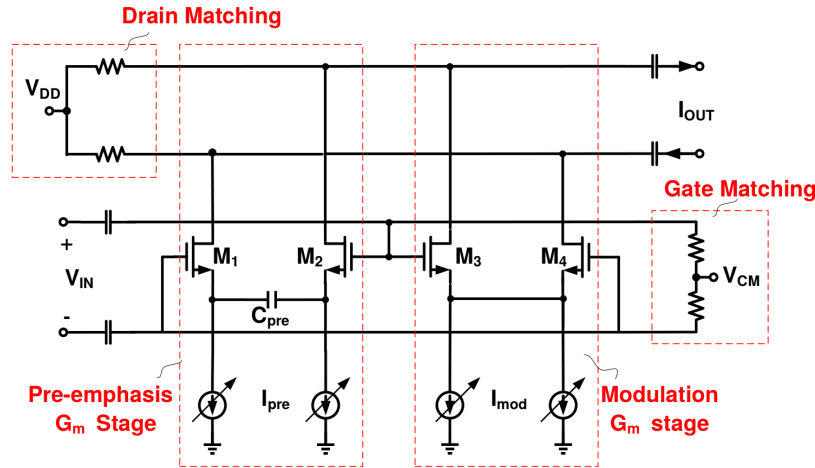 Drain Matching
VDD
IOUT
Gate Matching
+
VIN
-
M1
M2
M3
M4
VCM
Cpre
Pre-emphasis
Gm Stage
Ipre
Imod
Modulation
Gm stage